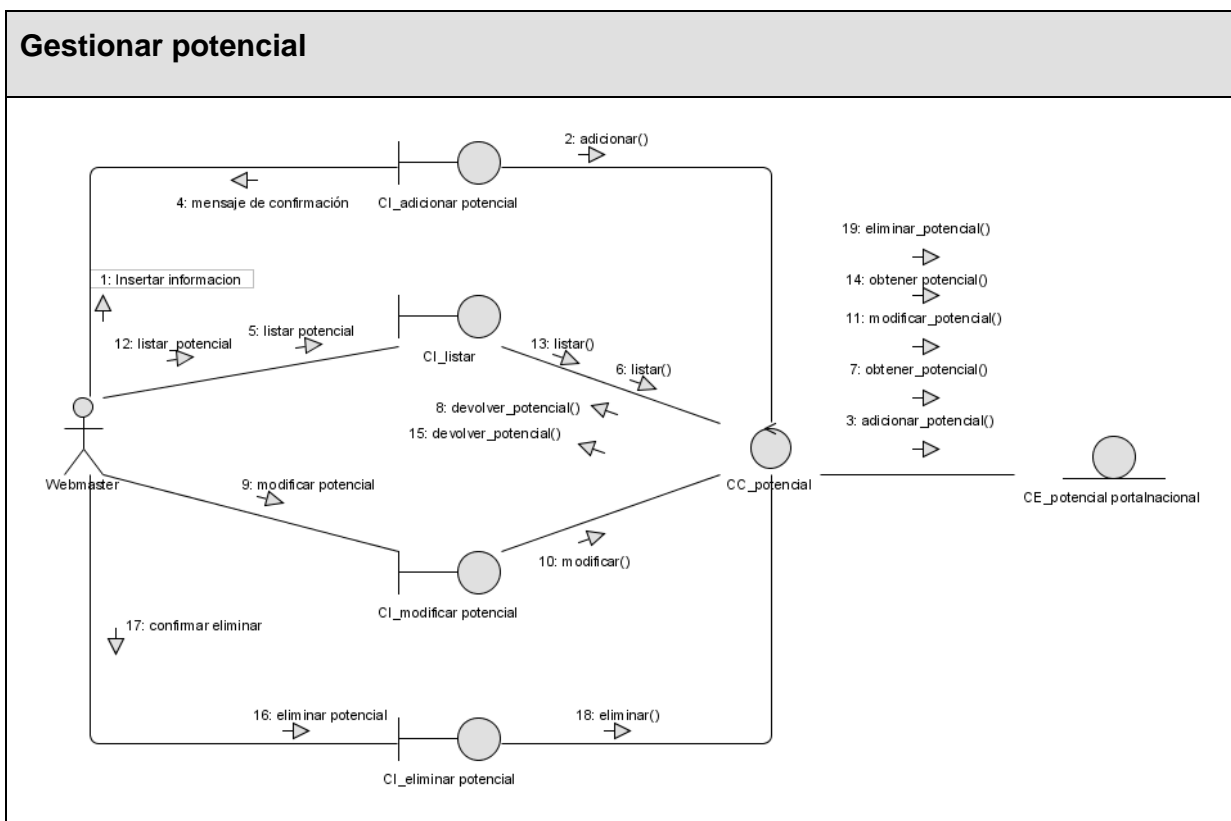 Gestionar potencial
2: adicionar()
4: mensaje de confirmación
CI_adicionar potencial
19: eliminar_potencial()
1: Insertar informacion
14: obtener potencial()
5: listar potencial
12: listar_potencial
11: modificar_potencial()
CI_listar
13: listar()
6: listar()
7: obtener_potencial()
8: devolver_potencial()
3: adicionar_potencial()
15: devolver_potencial()
Webmaster
9: modificar potencial
CC_potencial
CE_potencial portalnacional
10: modificar()
CI_modificar potencial
17: confirmar eliminar
16: eliminar potencial
18: eliminar()
CI_eliminar potencial